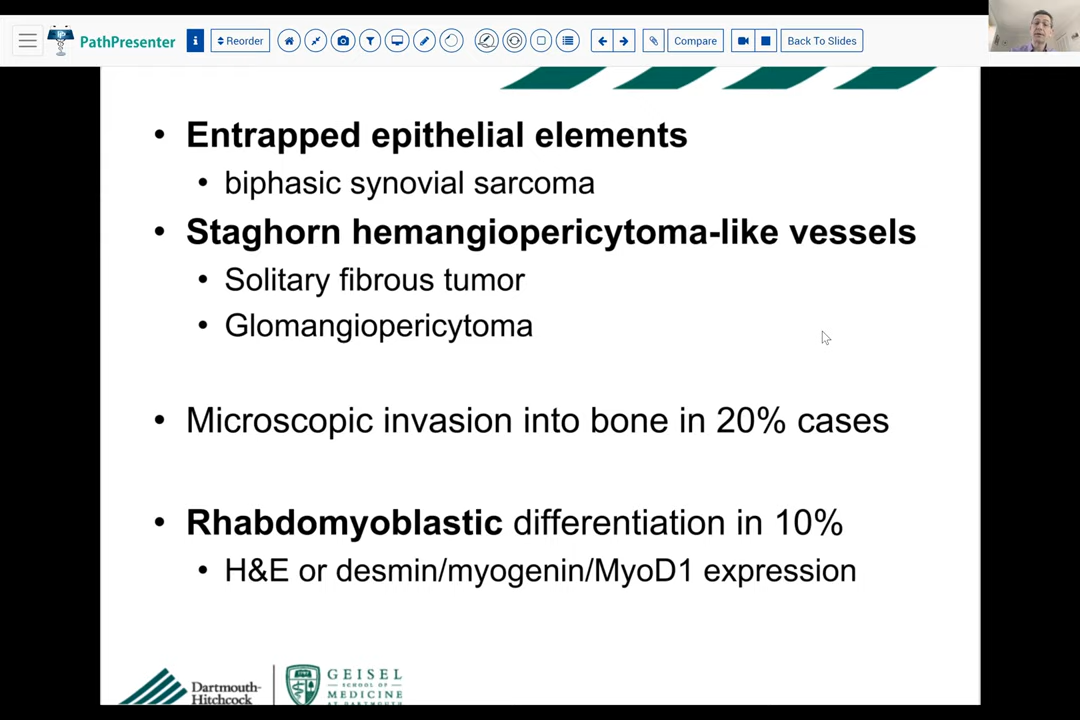 PathPresenter
Reorder
Compare
Back To Slides
• Entrapped epithelial elements
• biphasic synovial sarcoma
• Staghorn hemangiopericytoma-like vessels
• Solitary fibrous tumor
• Glomangiopericytoma
• Microscopic invasion into bone in 20% cases
• Rhabdomyoblastic differentiation in 10%
• H&E or desmin/myogenin/MyoD1 expression
Dartmouth-
Hitchcock
GEISEL
SCHOOL OF
MEDICINE
AT DARTMOUTH